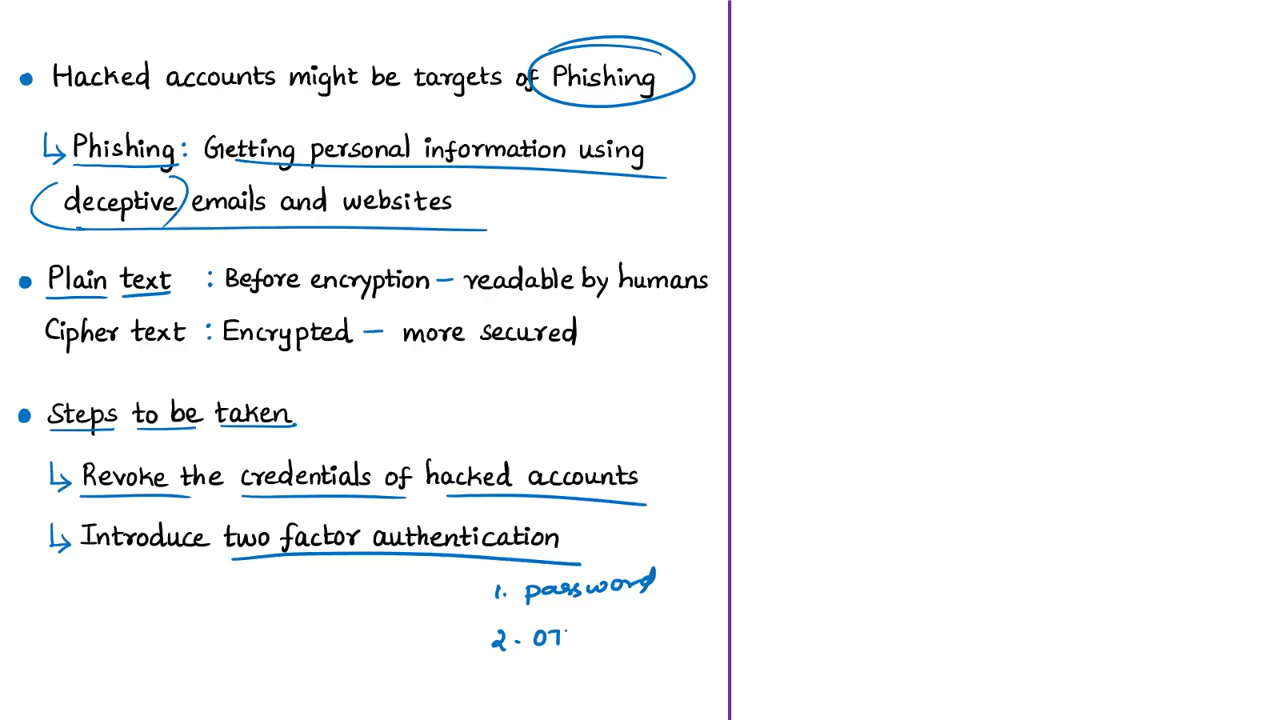 • Hacked accounts might be targets of Phishing
↳ Phishing : Getting personal information using
deceptive emails and websites
• Plain text : Before encryption – readable by humans
Cipher text : Encrypted – more secured
• Steps to be taken
↳ Revoke the credentials of hacked accounts
↳ Introduce two factor authentication
1. password
2. OT